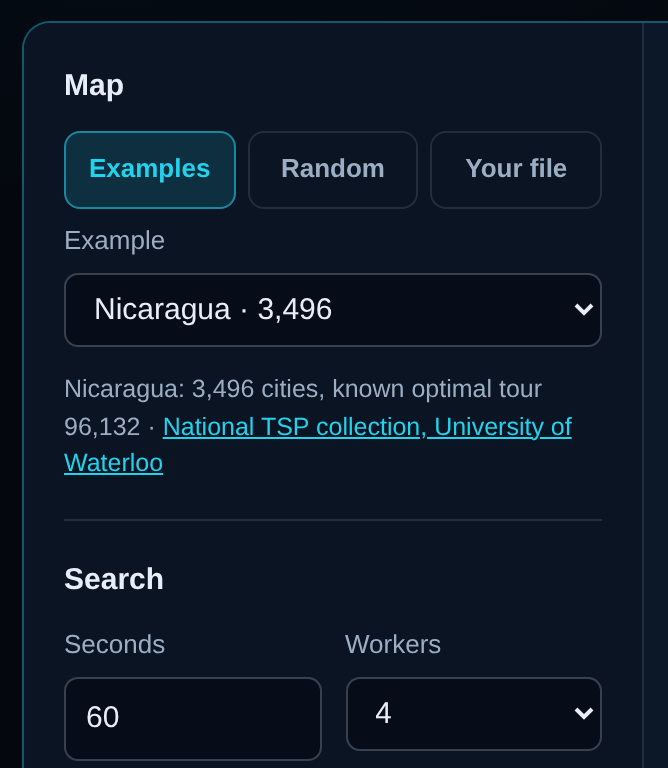 Map
Examples Random Your file
Example
Nicaragua · 3,496
Nicaragua: 3,496 cities, known optimal tour
96,132 · National TSP collection, University of
Waterloo
Search
Seconds Workers
60 4